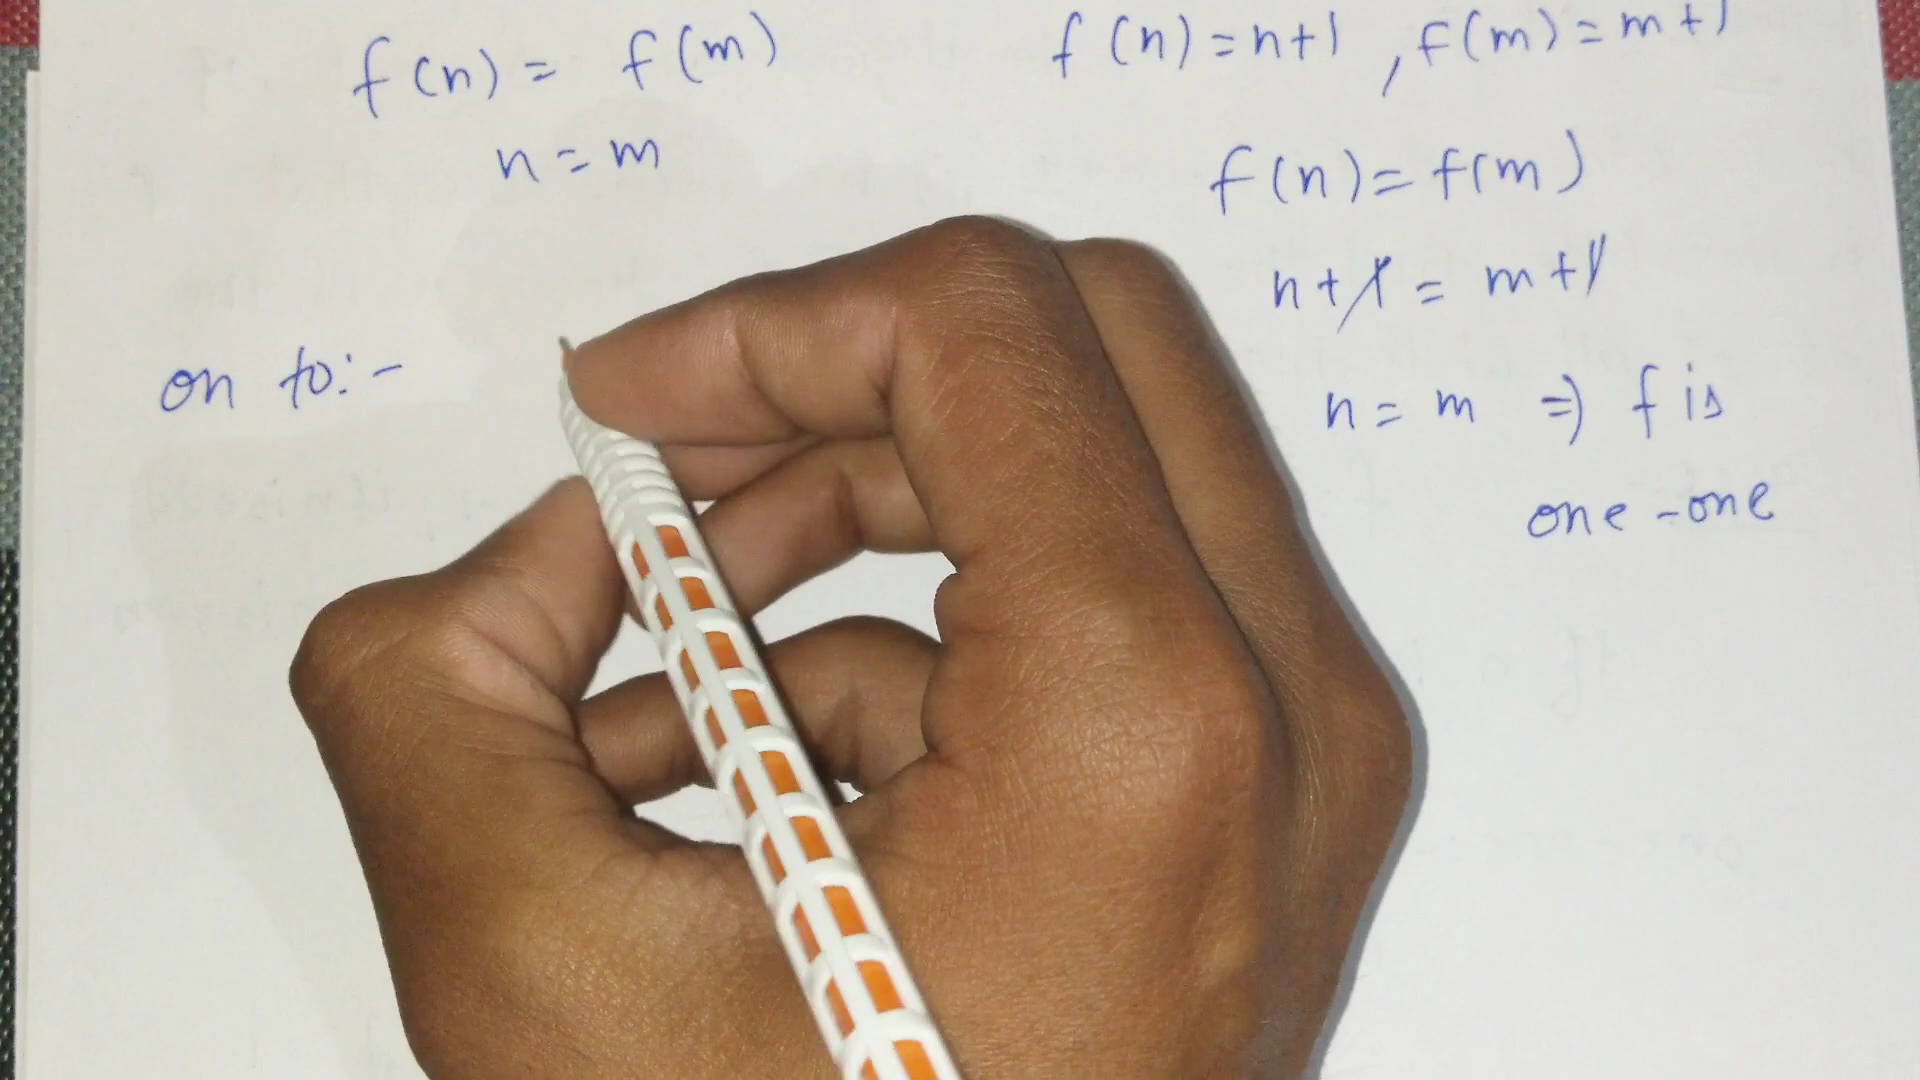 f(n) = f(m)
n = m
f(n) = n+1 , f(m) = m+1
f(n) = f(m)
n+1 = m+1
n = m ⇒ f is
one-one
on to:-